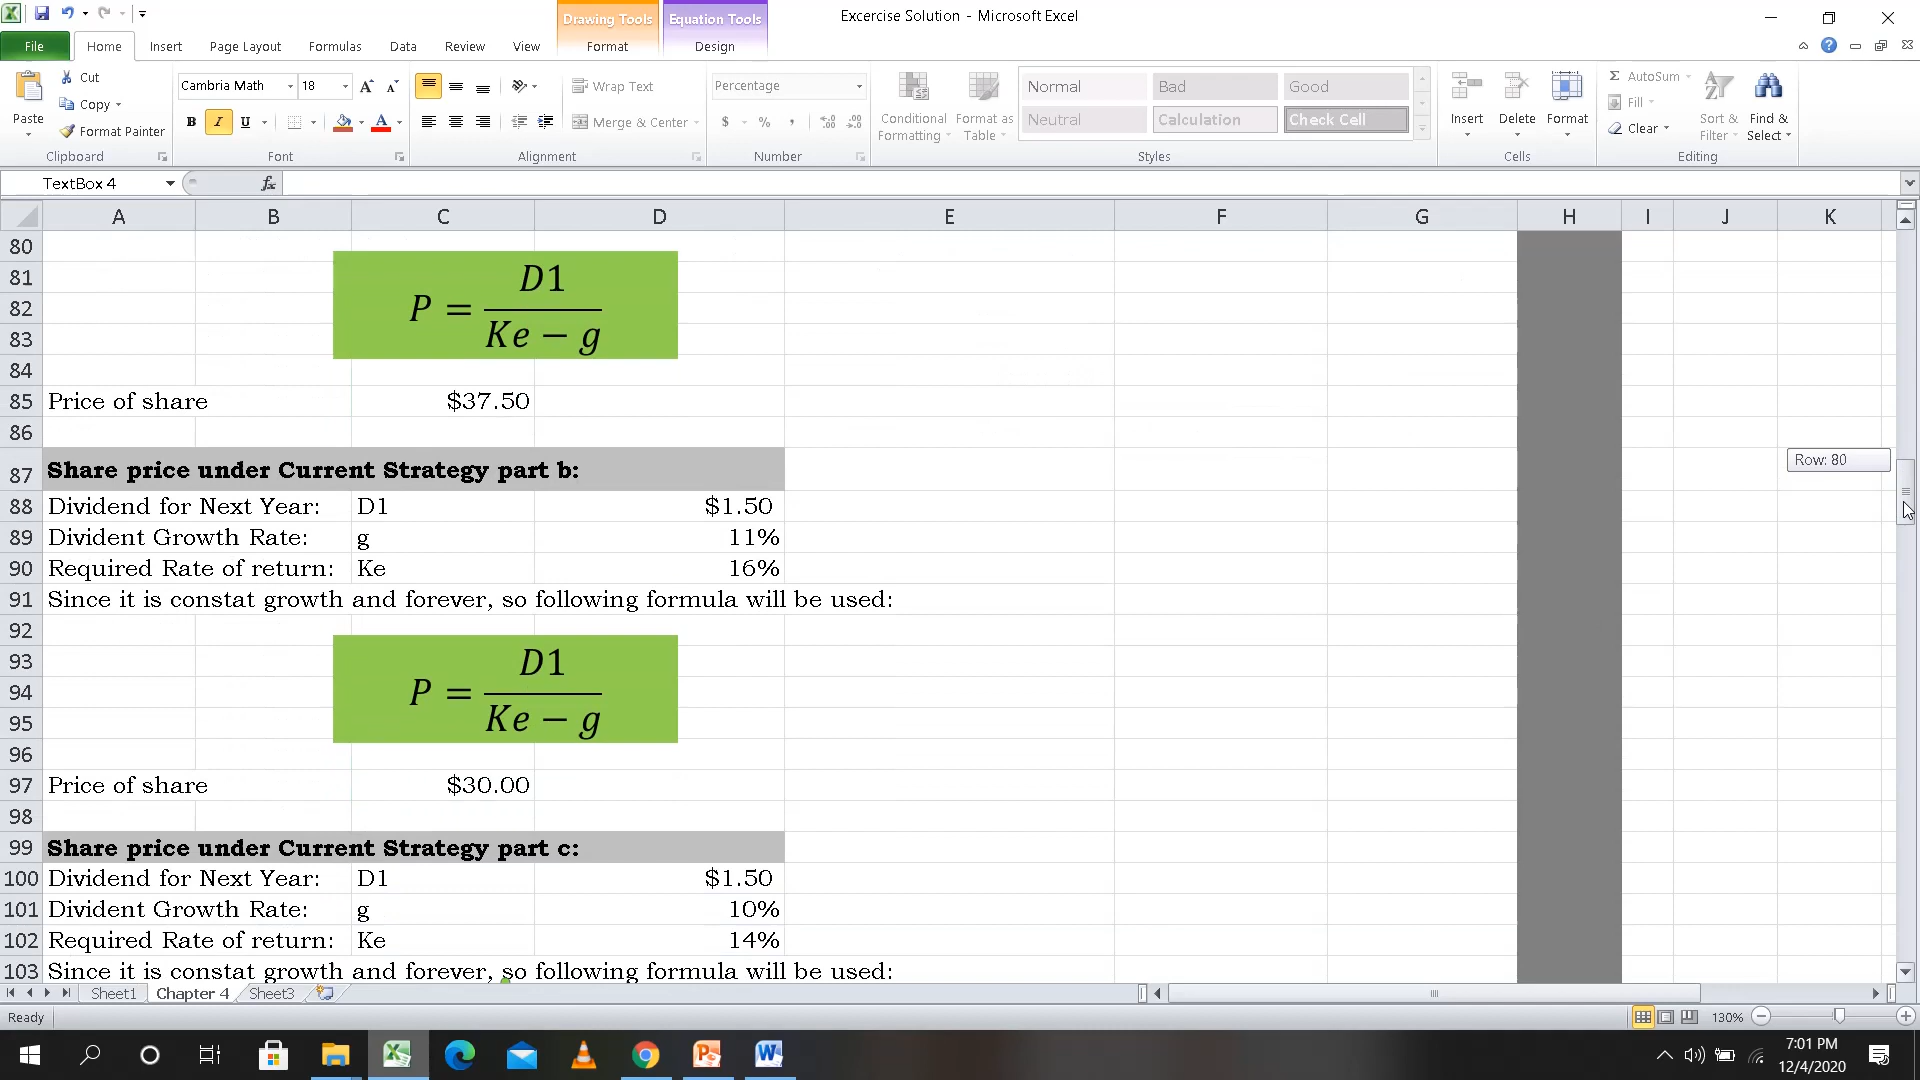 Drawing Tools Equation Tools Excercise Solution - Microsoft Excel
File Home Insert Page Layout Formulas Data Review View Format Design
Cut
Copy
Format Painter
Paste
Clipboard
Cambria Math 18
B I U
Font
Wrap Text
Merge & Center
Alignment
Percentage
$ % ,
Number
Conditional Formatting
Format as Table
Normal Bad Good
Neutral Calculation Check Cell
Styles
Insert Delete Format
Cells
AutoSum
Fill
Clear
Sort & Filter
Find & Select
Editing
TextBox 4 fx
A B C D E F G H I J K
80
81
82
83
P = D1 / Ke − g
84
85 Price of share $37.50
86
87 Share price under Current Strategy part b:
88 Dividend for Next Year: D1 $1.50
89 Divident Growth Rate: g 11%
90 Required Rate of return: Ke 16%
91 Since it is constat growth and forever, so following formula will be used:
92
93
94
95
P = D1 / Ke − g
96
97 Price of share $30.00
98
99 Share price under Current Strategy part c:
100 Dividend for Next Year: D1 $1.50
101 Divident Growth Rate: g 10%
102 Required Rate of return: Ke 14%
103 Since it is constat growth and forever, so following formula will be used:
Row: 80
Sheet1 Chapter 4 Sheet3
Ready 130%
7:01 PM
12/4/2020